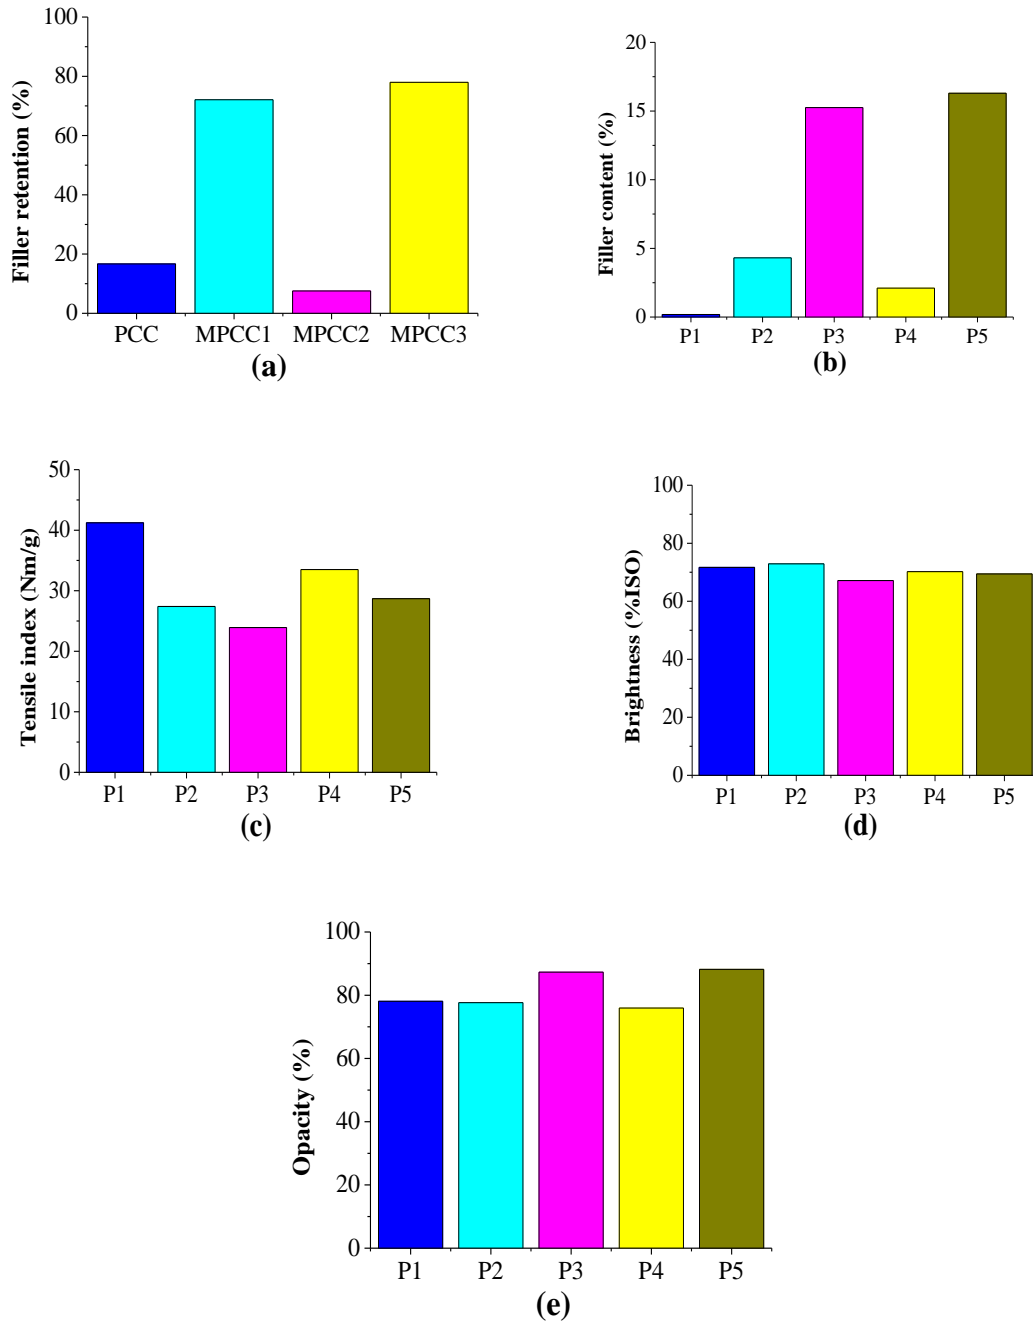 Filler retention (%)
100
80
60
40
20
0
PCC MPCC1 MPCC2 MPCC3
(a)
Filler content (%)
20
15
10
5
0
P1 P2 P3 P4 P5
(b)
Tensile index (Nm/g)
50
40
30
20
10
0
P1 P2 P3 P4 P5
(c)
Brightness (%ISO)
100
80
60
40
20
0
P1 P2 P3 P4 P5
(d)
Opacity (%)
100
80
60
40
20
0
P1 P2 P3 P4 P5
(e)